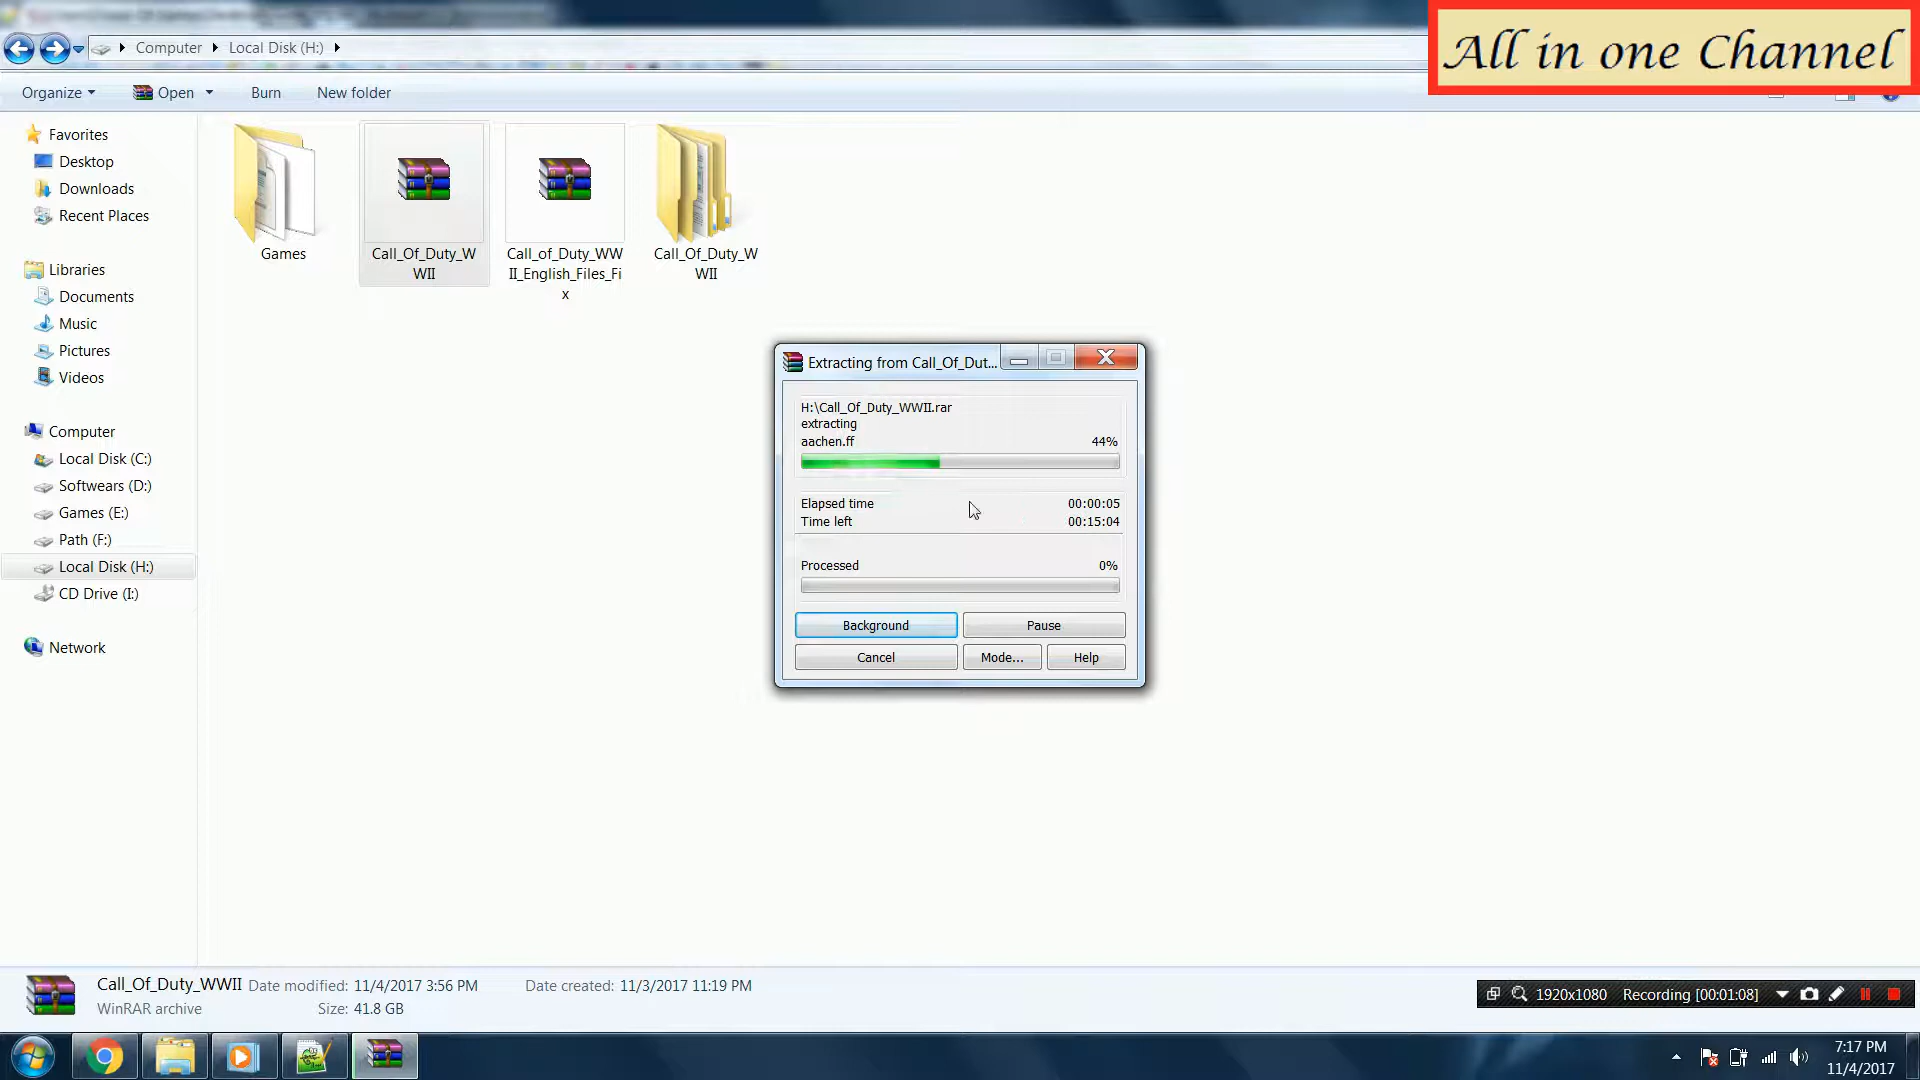 All in one Channel
Computer
Local Disk (H:)
Organize
Open
Burn
New folder
Favorites
Desktop
Downloads
Recent Places
Libraries
Documents
Music
Pictures
Videos
Computer
Local Disk (C:)
Softwears (D:)
Games (E:)
Path (F:)
Local Disk (H:)
CD Drive (I:)
Network
Games
Call_Of_Duty_W
WII
Call_of_Duty_WW
II_English_Files_Fi
x
Call_Of_Duty_W
WII
Extracting from Call_Of_Dut...
H:\Call_Of_Duty_WWII.rar
extracting
aachen.ff 44%
Elapsed time 00:00:05
Time left 00:15:04
Processed 0%
Background
Pause
Cancel
Mode...
Help
Call_Of_Duty_WWII Date modified: 11/4/2017 3:56 PM Date created: 11/3/2017 11:19 PM
WinRAR archive Size: 41.8 GB
1920x1080 Recording [00:01:08]
7:17 PM
11/4/2017